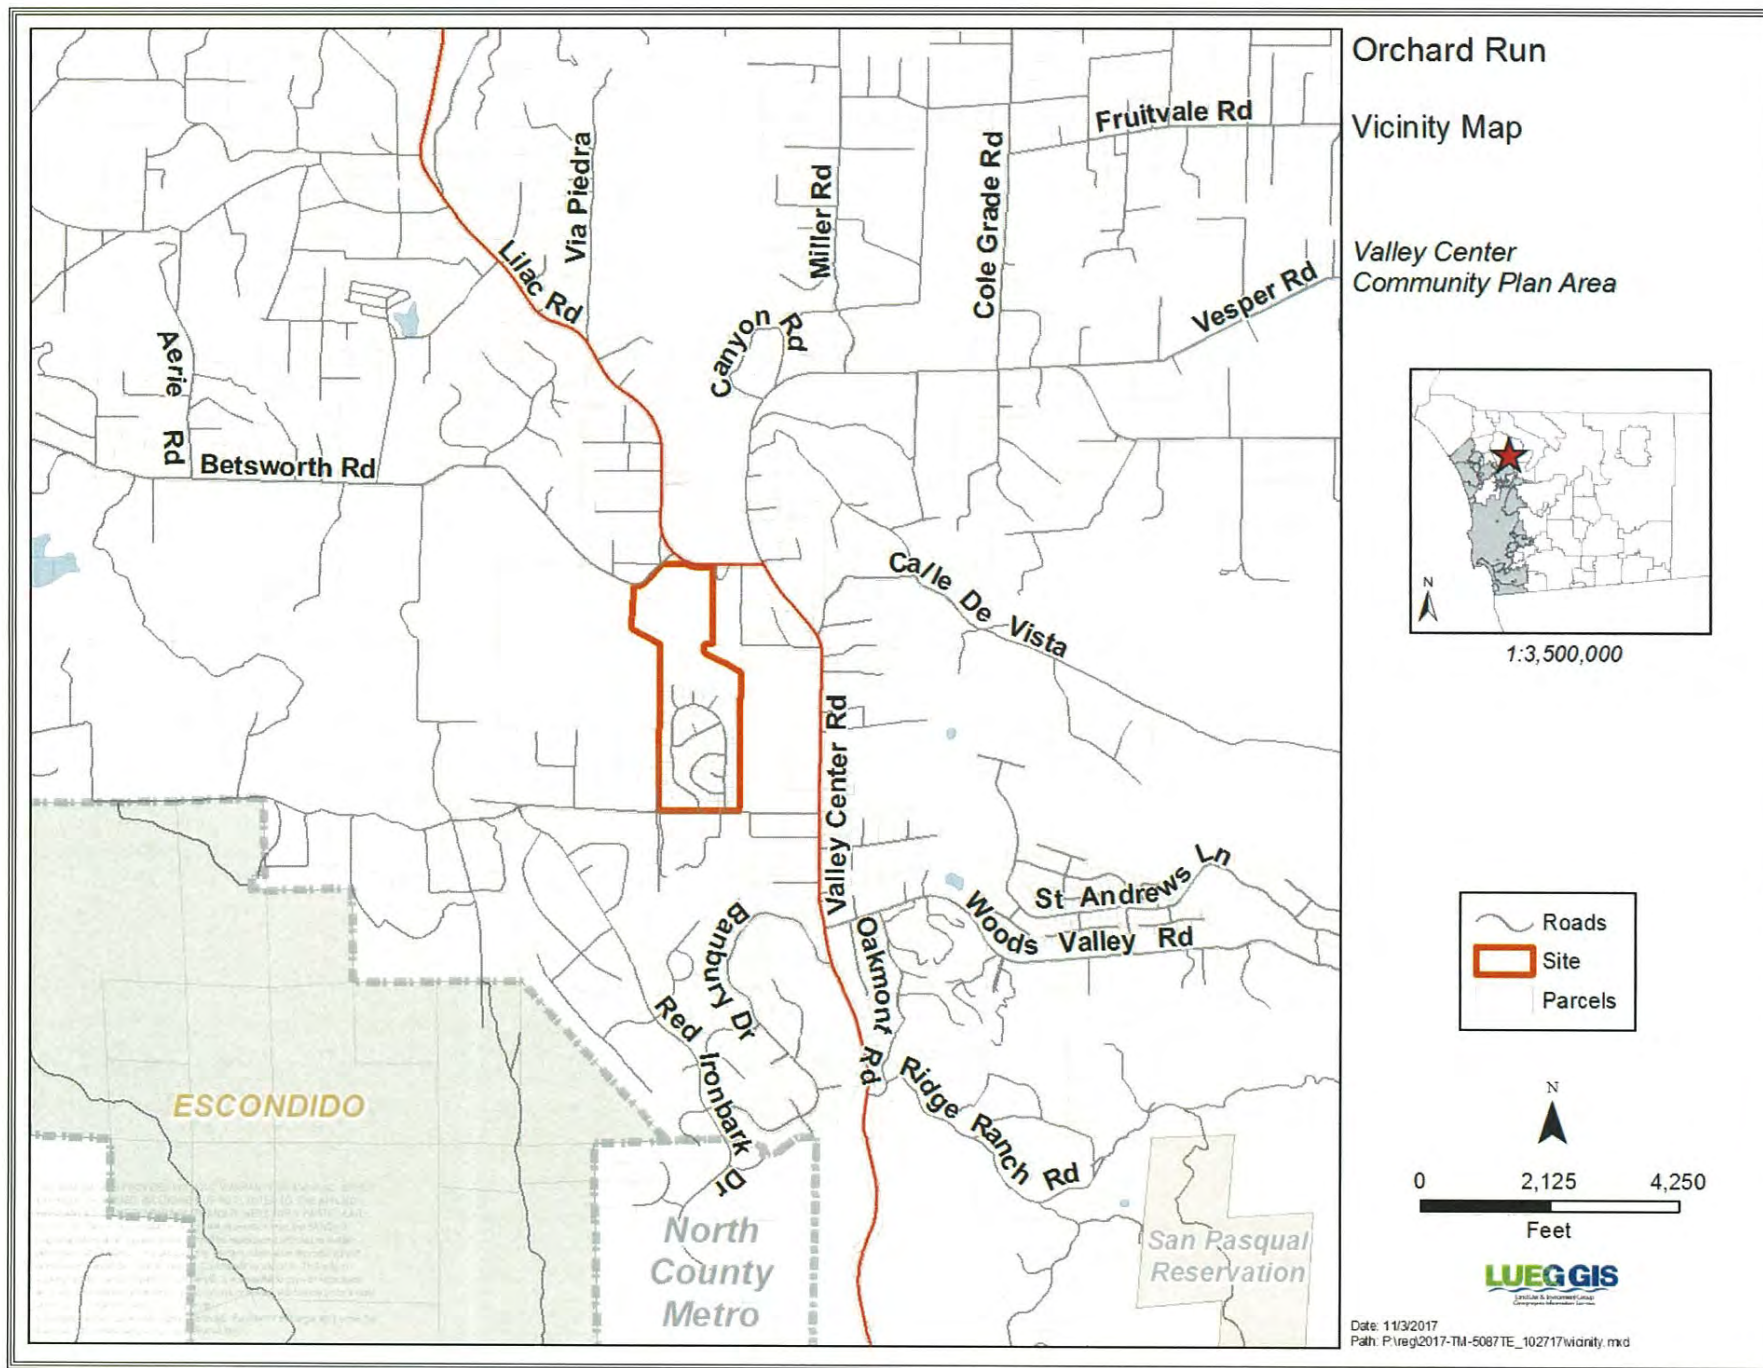 Orchard Run
Vicinity Map
Valley Center
Community Plan Area
N
1:3,500,000
Roads
Site
Parcels
N
0 2,125 4,250
Feet
LUEG GIS
Date: 11/3/2017
Path: P:\reg\2017-TM-5087TE_102717\vicinity.mxd
Fruitvale Rd
Via Piedra
Miller Rd
Cole Grade Rd
Lilac Rd
Vesper Rd
Canyon Rd
Aerie Rd
Betsworth Rd
Calle De Vista
Valley Center Rd
St Andrews Ln
Woods Valley Rd
Oakmont Rd
Banbury Dr
Red Ironbark Dr
Ridge Ranch Rd
ESCONDIDO
North
County
Metro
San Pasqual
Reservation